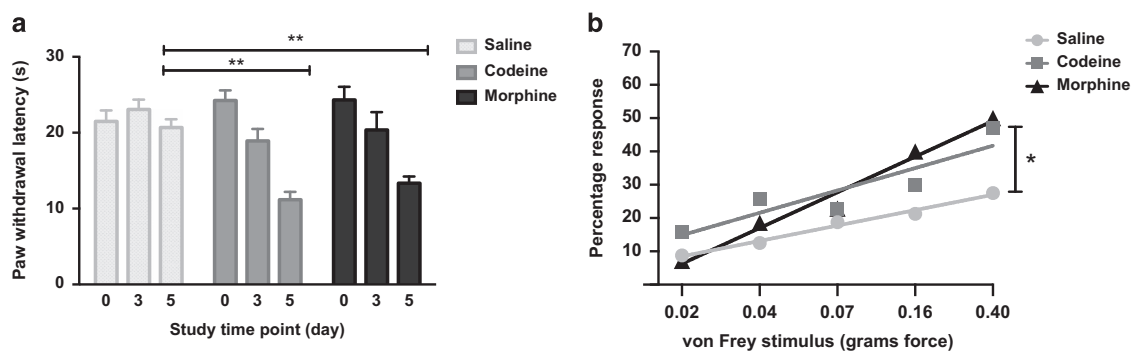 a
Paw withdrawal latency (s)
30
20
10
0
**
**
Saline
Codeine
Morphine
0 3 5 0 3 5 0 3 5
Study time point (day)
b
Percentage response
70
60
50
40
30
20
10
Saline
Codeine
Morphine
*
0.02 0.04 0.07 0.16 0.40
von Frey stimulus (grams force)